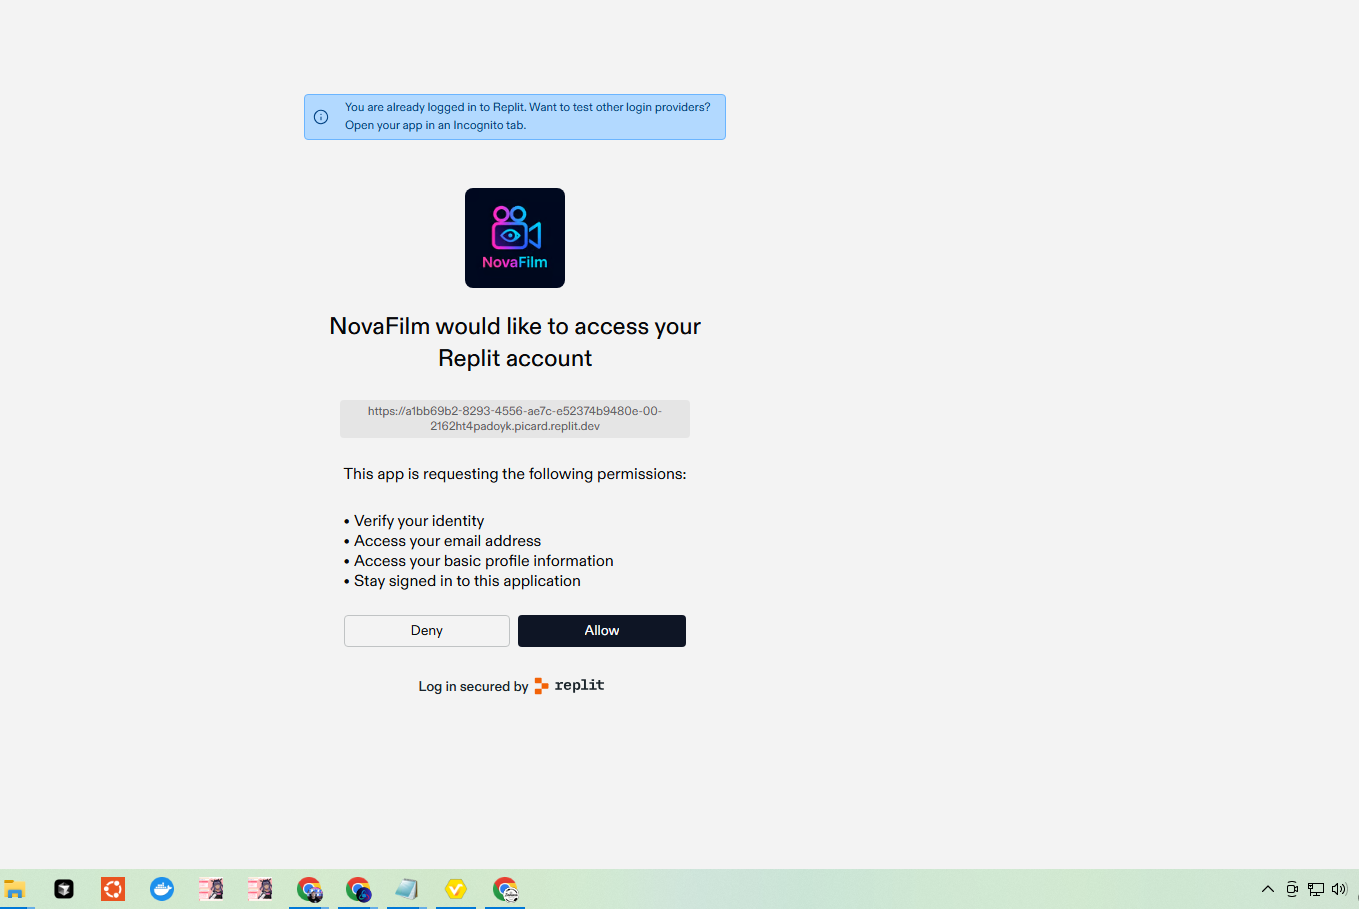 You are already logged in to Replit. Want to test other login providers?
Open your app in an Incognito tab.
NovaFilm
NovaFilm would like to access your
Replit account
https://a1bb69b2-8293-4556-ae7c-e52374b9480e-00-
2162ht4padoyk.picard.replit.dev
This app is requesting the following permissions:
• Verify your identity
• Access your email address
• Access your basic profile information
• Stay signed in to this application
Deny
Allow
Log in secured by replit